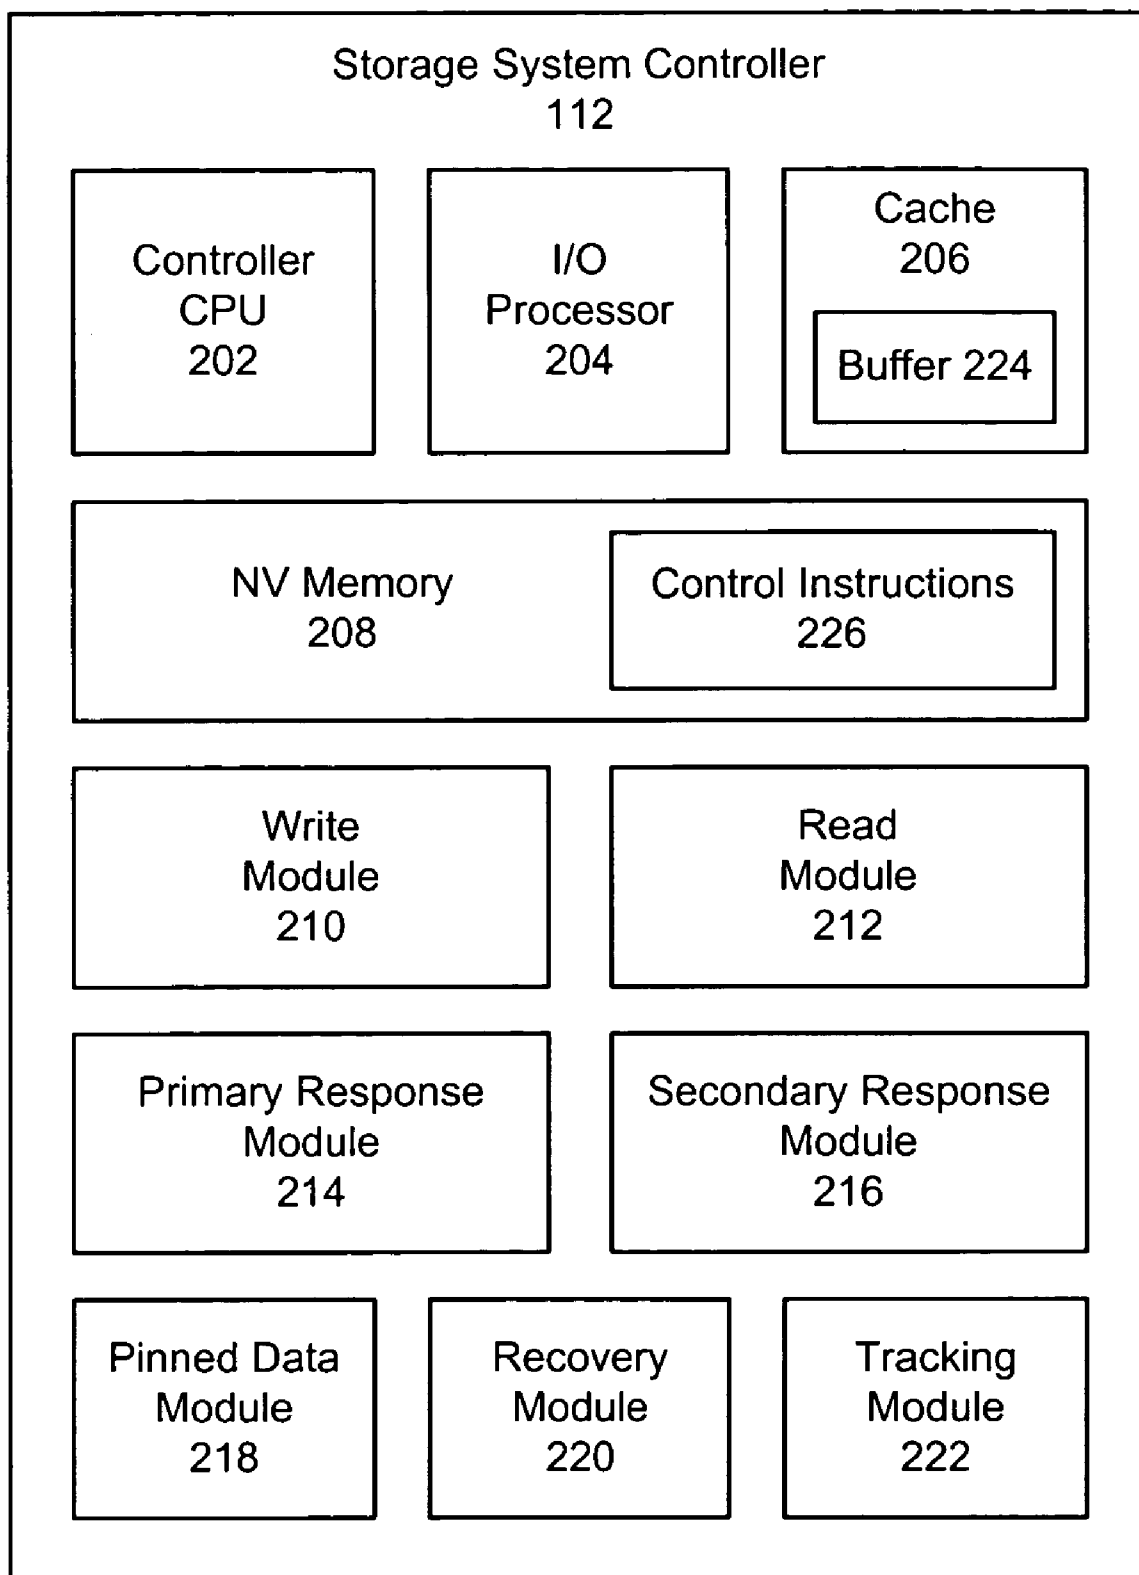 Storage System Controller
112
Controller
CPU
202
I/O
Processor
204
Cache
206
Buffer 224
NV Memory
208
Control Instructions
226
Write
Module
210
Read
Module
212
Primary Response
Module
214
Secondary Response
Module
216
Pinned Data
Module
218
Recovery
Module
220
Tracking
Module
222